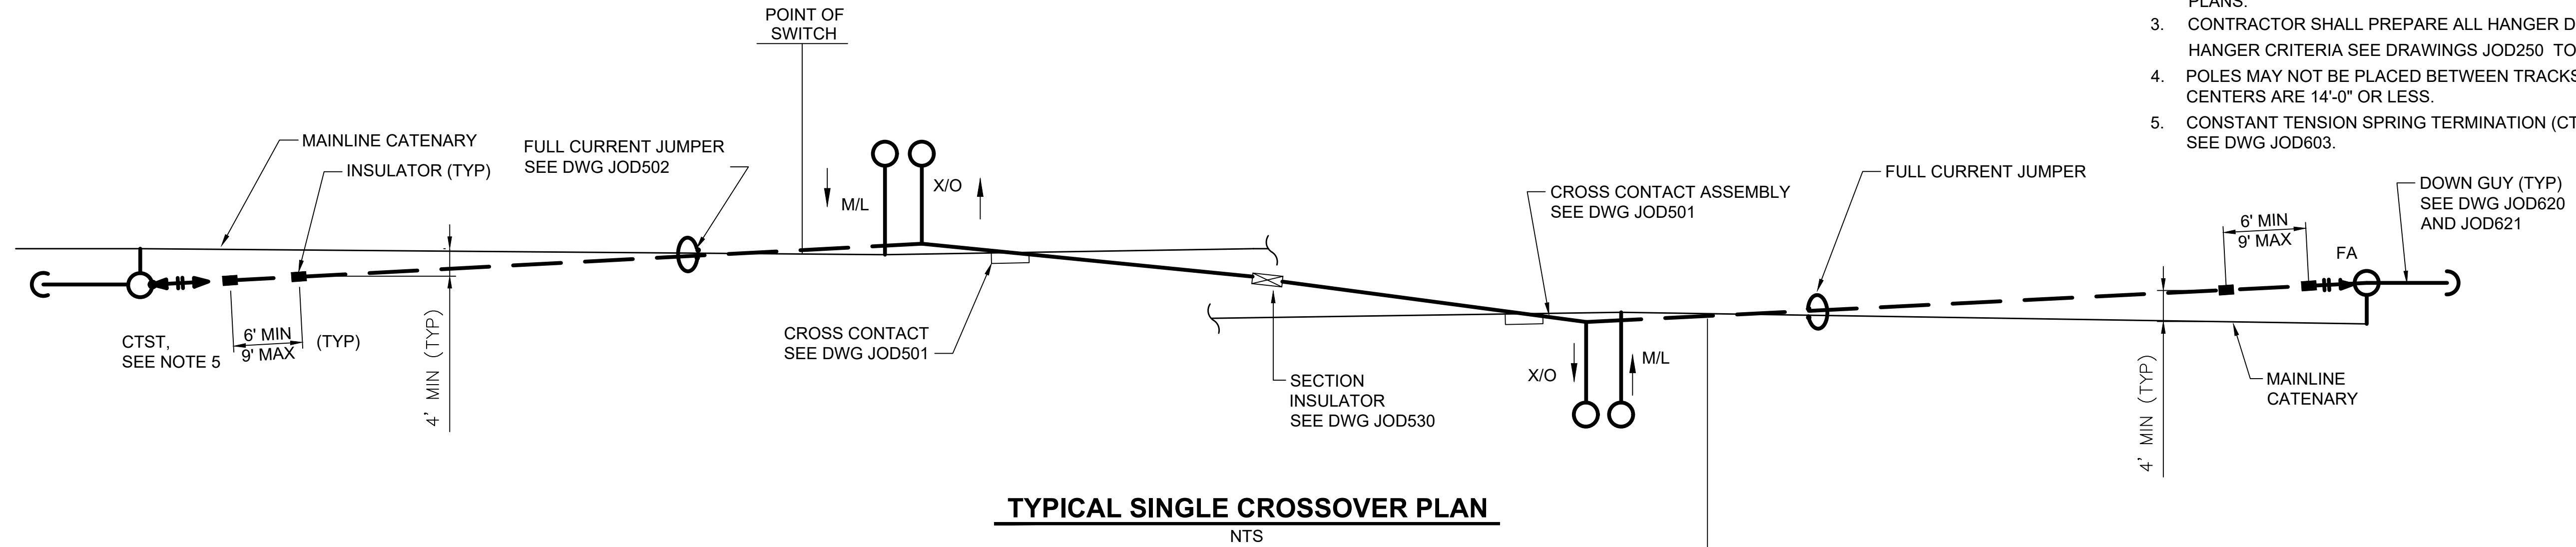 PLANS.
3. CONTRACTOR SHALL PREPARE ALL HANGER D
HANGER CRITERIA SEE DRAWINGS JOD250 TO
4. POLES MAY NOT BE PLACED BETWEEN TRACKS
CENTERS ARE 14'-0" OR LESS.
5. CONSTANT TENSION SPRING TERMINATION (CT
SEE DWG JOD603.
POINT OF
SWITCH
MAINLINE CATENARY
INSULATOR (TYP)
FULL CURRENT JUMPER
SEE DWG JOD502
M/L
X/O
CROSS CONTACT ASSEMBLY
SEE DWG JOD501
FULL CURRENT JUMPER
DOWN GUY (TYP)
SEE DWG JOD620
AND JOD621
6' MIN
9' MAX
FA
CTST,
SEE NOTE 5
6' MIN
9' MAX
(TYP)
4' MIN (TYP)
CROSS CONTACT
SEE DWG JOD501
SECTION
INSULATOR
SEE DWG JOD530
X/O
M/L
4' MIN (TYP)
MAINLINE
CATENARY
TYPICAL SINGLE CROSSOVER PLAN
NTS